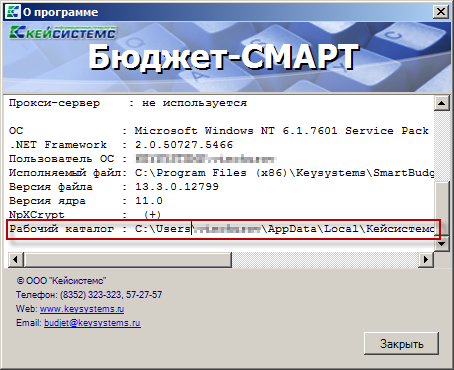 О программе
КЕЙСИСТЕМС
Бюджет-СМАРТ
Прокси-сервер : не используется
ОС : Microsoft Windows NT 6.1.7601 Service Pack
.NET Framework : 2.0.50727.5466
Пользователь ОС :
Исполняемый файл: C:\Program Files (x86)\Keysystems\SmartBudg
Версия файла : 13.3.0.12799
Версия ядра : 11.0
NpXCrypt : (+)
Рабочий каталог : C:\Users\ \AppData\Local\Кейсистемс
© ООО "Кейсистемс"
Телефон: (8352) 323-323, 57-27-57
Web: www.keysystems.ru
Email: budjet@keysystems.ru
Закрыть